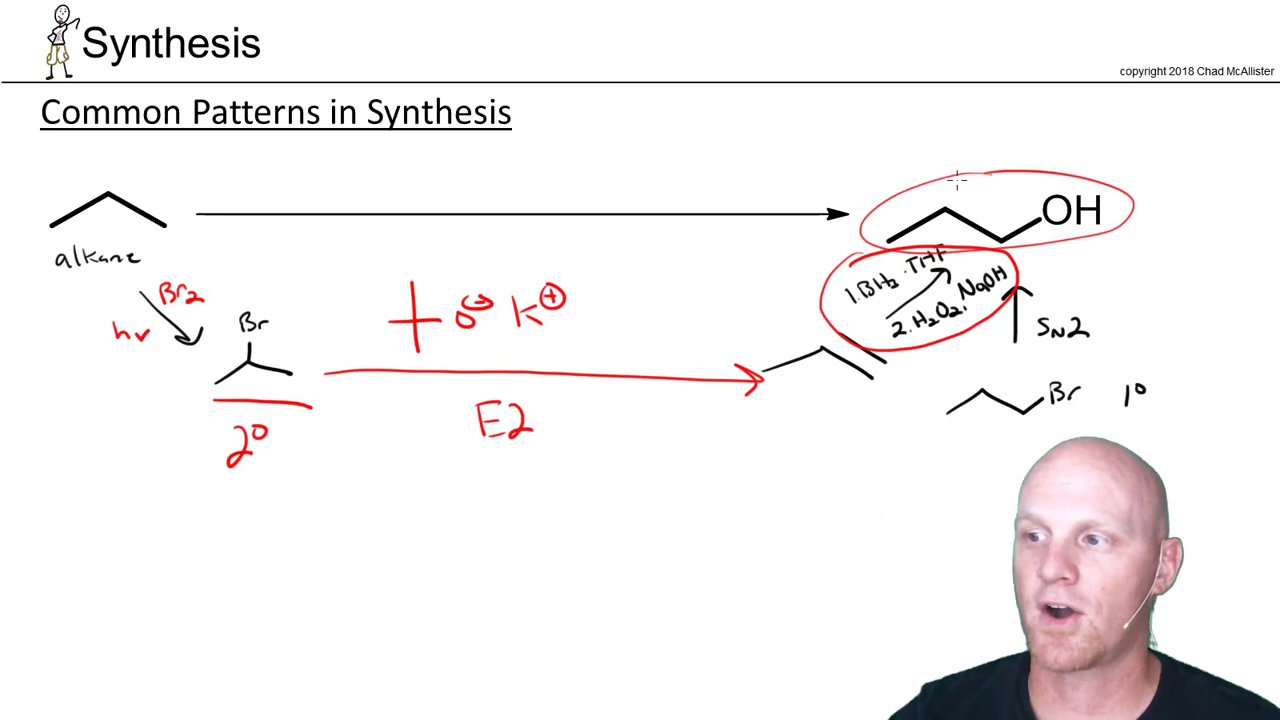 Synthesis
copyright 2018 Chad McAllister
Common Patterns in Synthesis
OH
alkane
Br2
hν
Br
2°
O⊖ K⊕
E2
1. BH3·THF
2. H2O2, NaOH
SN2
Br 1°